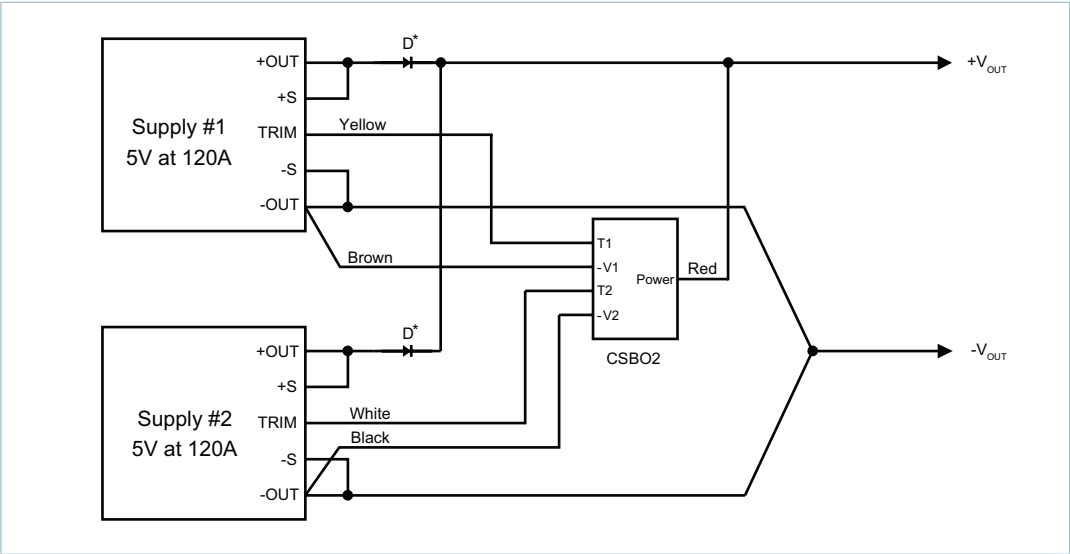 D*
+OUT
+V_OUT
+S
Supply #1
5V at 120A
TRIM
Yellow
-S
-OUT
Brown
T1
-V1
Power
Red
T2
-V2
CSBO2
D*
+OUT
-V_OUT
+S
Supply #2
5V at 120A
TRIM
White
Black
-S
-OUT